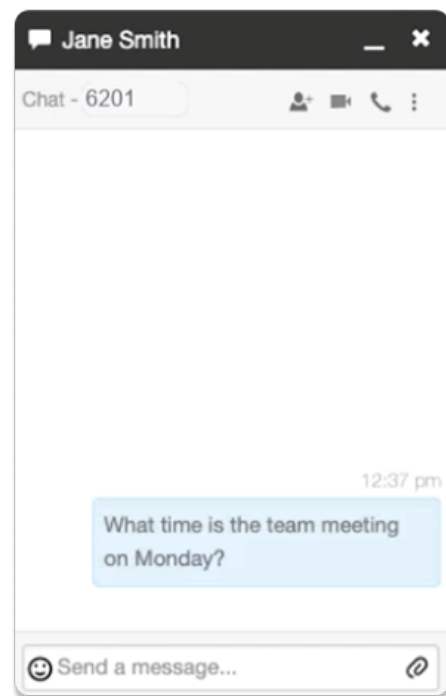 Jane Smith
Chat - 6201
12:37 pm
What time is the team meeting
on Monday?
Send a message...